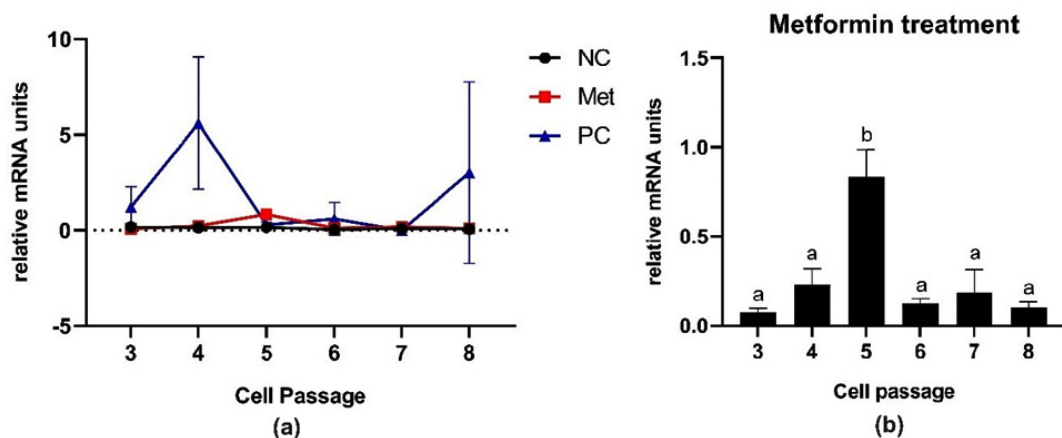 10
5
0
-5
relative mRNA units
3 4 5 6 7 8
Cell Passage
(a)
NC
Met
PC
Metformin treatment
1.5
1.0
0.5
0.0
relative mRNA units
a a b a a a
3 4 5 6 7 8
Cell passage
(b)